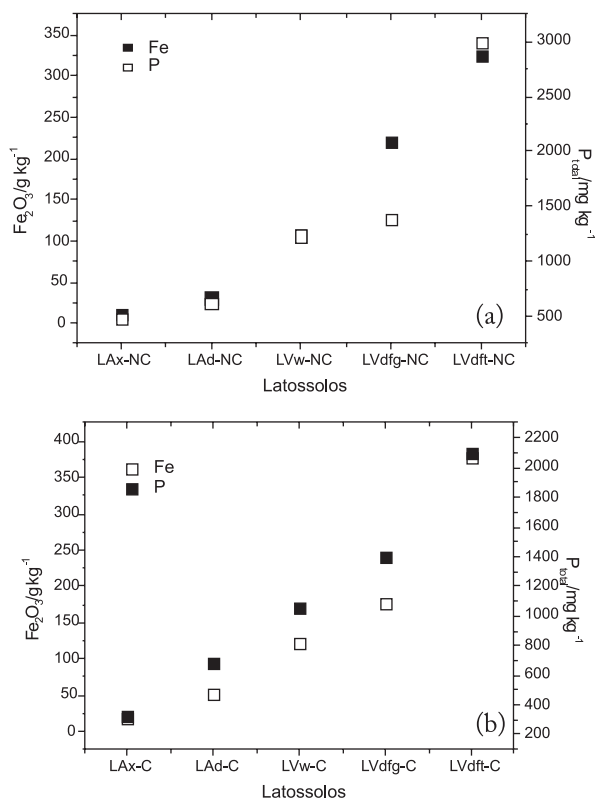 350
300
250
200
150
100
50
0
Fe₂O₃/g kg⁻¹
Fe
P
3000
2500
2000
1500
1000
500
P total/mg kg⁻¹
(a)
LAx-NC LAd-NC LVw-NC LVdfg-NC LVdft-NC
Latossolos
400
350
300
250
200
150
100
50
0
Fe₂O₃/gkg⁻¹
Fe
P
2200
2000
1800
1600
1400
1200
1000
800
600
400
200
P total/mg kg⁻¹
(b)
LAx-C LAd-C LVw-C LVdfg-C LVdft-C
Latossolos